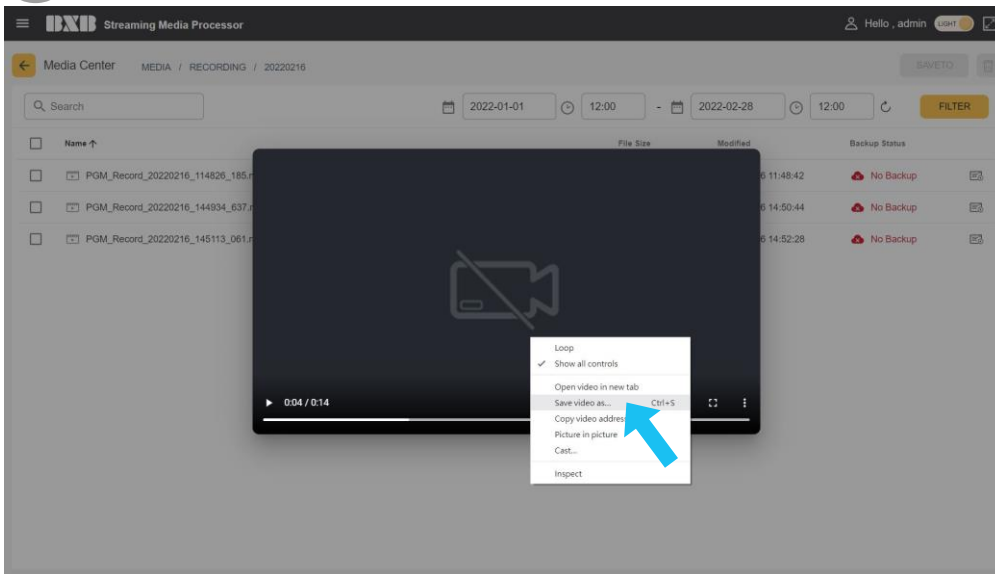 BXB Streaming Media Processor Hello , admin LIGHT
Media Center MEDIA / RECORDING / 20220216 SAVETO
Search 2022-01-01 12:00 - 2022-02-28 12:00 FILTER
Name File Size Modified Backup Status
PGM_Record_20220216_114826_185. 6 11:48:42 No Backup
PGM_Record_20220216_144934_637. 6 14:50:44 No Backup
PGM_Record_20220216_145113_061. 6 14:52:28 No Backup
Loop
Show all controls
Open video in new tab
Save video as... Ctrl+S
Copy video address
Picture in picture
Cast...
Inspect
0:04 / 0:14